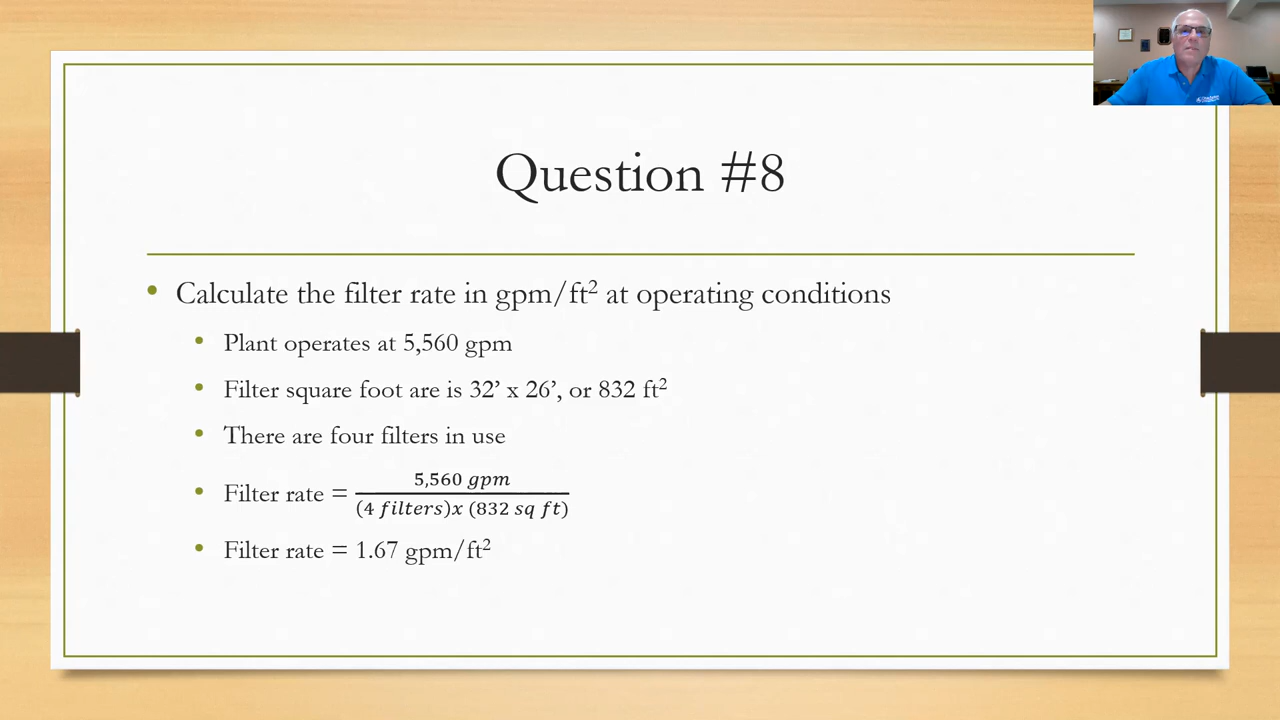 Question #8
• Calculate the filter rate in gpm/ft² at operating conditions
• Plant operates at 5,560 gpm
• Filter square foot are is 32’ x 26’, or 832 ft²
• There are four filters in use
• Filter rate = 5,560 gpm / (4 filters)x (832 sq ft)
• Filter rate = 1.67 gpm/ft²